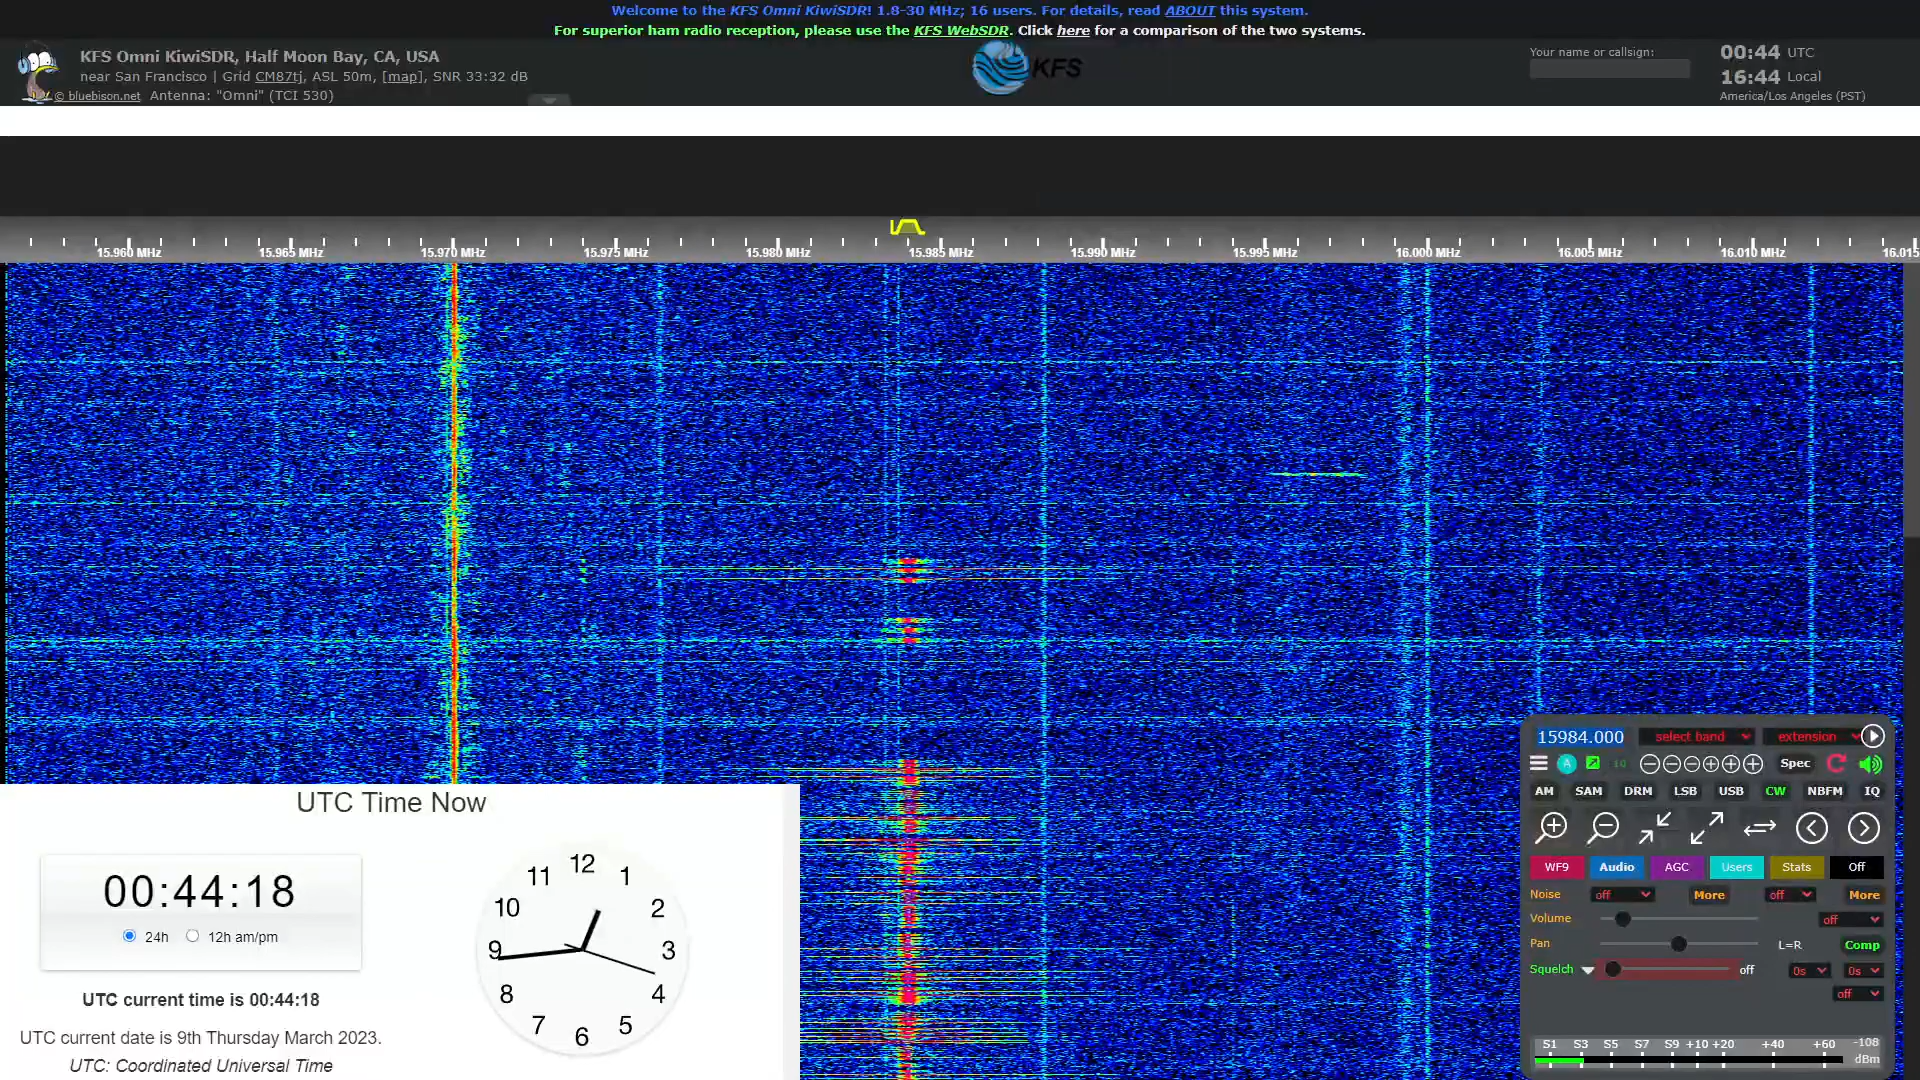 Welcome to the KFS Omni KiwiSDR! 1.8-30 MHz; 16 users. For details, read ABOUT this system.
For superior ham radio reception, please use the KFS WebSDR. Click here for a comparison of the two systems.
KFS Omni KiwiSDR, Half Moon Bay, CA, USA
near San Francisco | Grid CM87tj, ASL 50m, [map], SNR 33:32 dB
© bluebison.net Antenna: "Omni" (TCI 530)
KFS
Your name or callsign:
00:44 UTC
16:44 Local
America/Los Angeles (PST)
15.960 MHz 15.965 MHz 15.970 MHz 15.975 MHz 15.980 MHz 15.985 MHz 15.990 MHz 15.995 MHz 16.000 MHz 16.005 MHz 16.010 MHz 16.015
15984.000 select band extension
A 10 Spec
AM SAM DRM LSB USB CW NBFM IQ
WF9 Audio AGC Users Stats Off
Noise off More off More
Volume off
Pan L=R Comp
Squelch off 0s 0s
off
S1 S3 S5 S7 S9 +10 +20 +40 +60 -108
dBm
UTC Time Now
00:44:18
24h 12h am/pm
UTC current time is 00:44:18
UTC current date is 9th Thursday March 2023.
UTC: Coordinated Universal Time
12 1 2 3 4 5 6 7 8 9 10 11